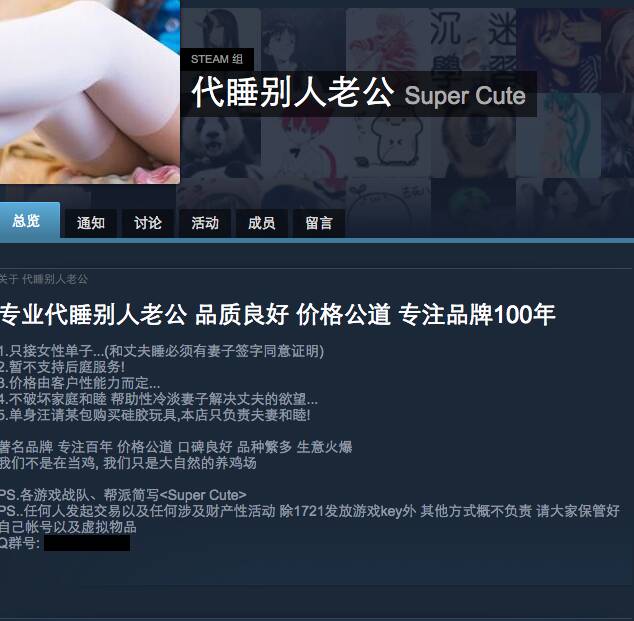 STEAM 组
代睡别人老公 Super Cute
沉迷
學習
总览 通知 讨论 活动 成员 留言
关于 代睡别人老公
专业代睡别人老公 品质良好 价格公道 专注品牌100年
1.只接女性单子...(和丈夫睡必须有妻子签字同意证明)
2.暂不支持后庭服务!
3.价格由客户性能力而定...
4.不破坏家庭和睦 帮助性冷淡妻子解决丈夫的欲望...
5.单身汪请某包购买硅胶玩具,本店只负责夫妻和睦!
著名品牌 专注百年 价格公道 口碑良好 品种繁多 生意火爆
我们不是在当鸡, 我们只是大自然的养鸡场
PS.各游戏战队、帮派简写<Super Cute>
PS..任何人发起交易以及任何涉及财产性活动 除1721发放游戏key外 其他方式概不负责 请大家保管好
自己帐号以及虚拟物品
Q群号: